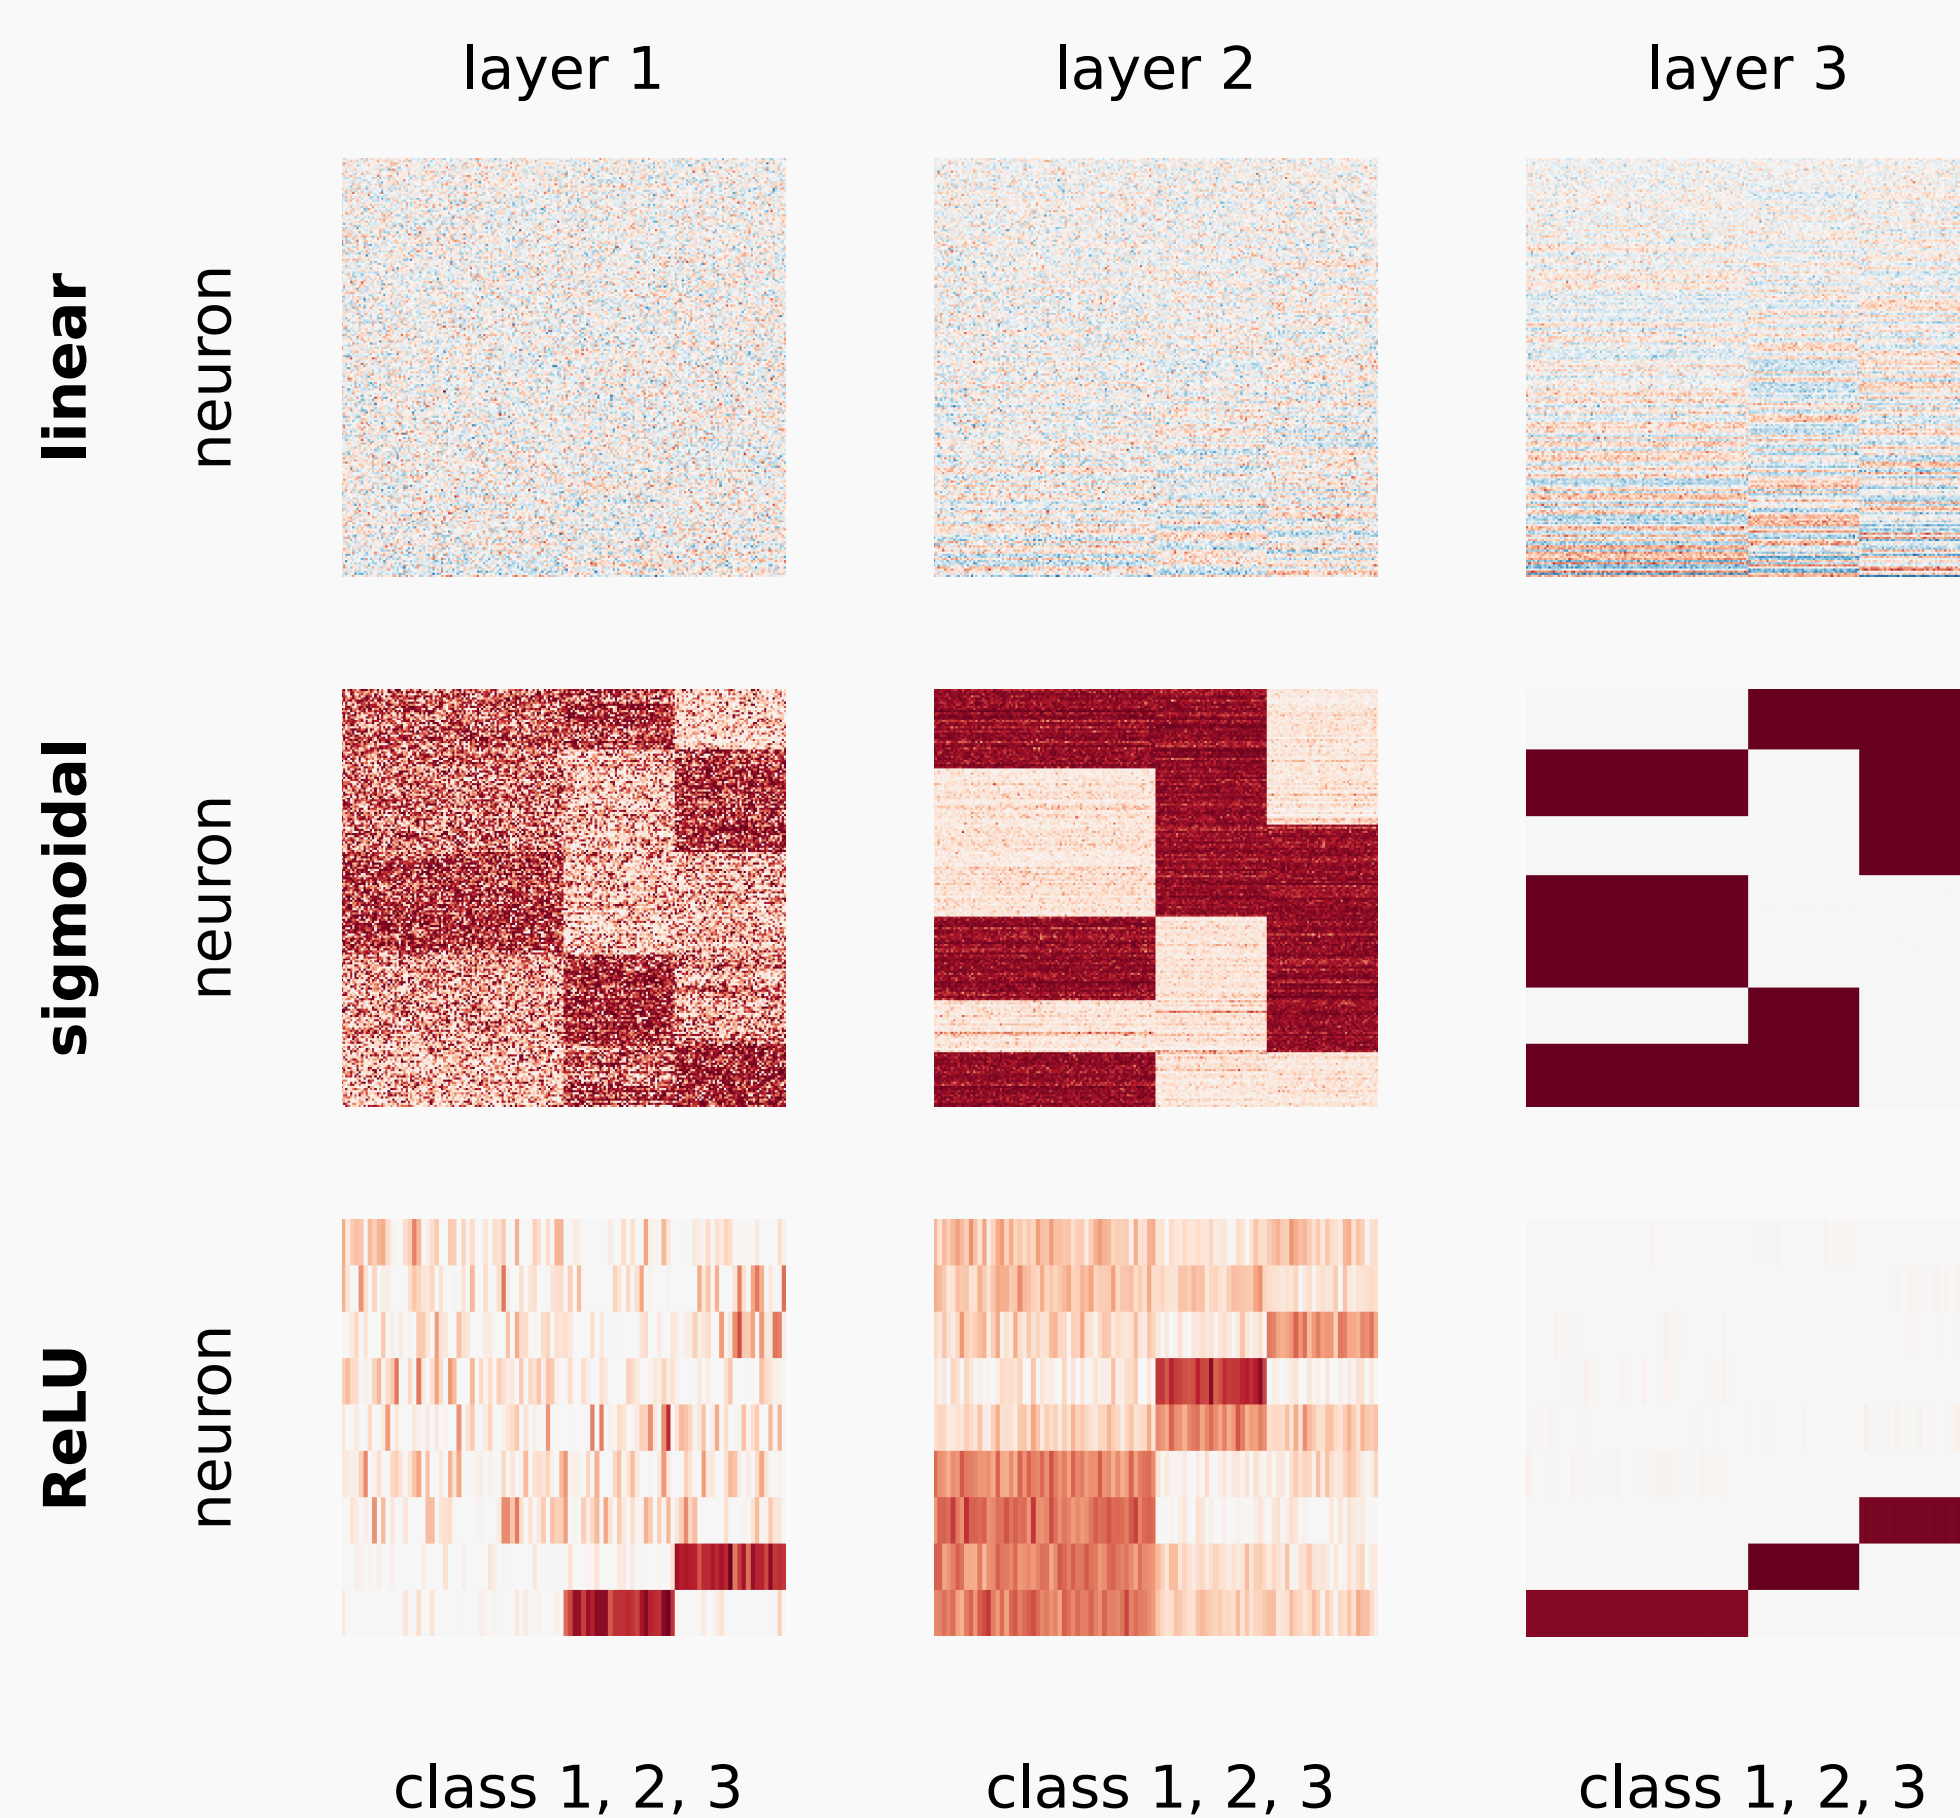 layer 1
layer 2
layer 3
linear
neuron
sigmoidal
neuron
ReLU
neuron
class 1, 2, 3
class 1, 2, 3
class 1, 2, 3